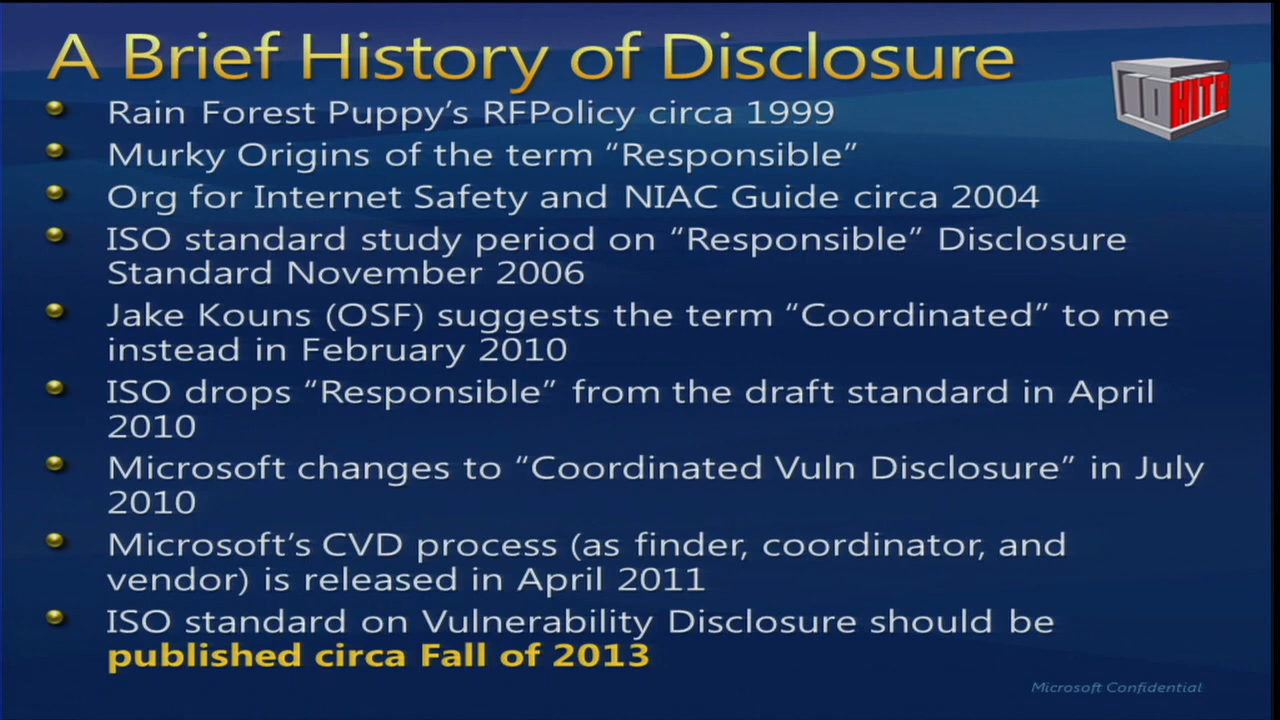 A Brief History of Disclosure
Rain Forest Puppy's RFPolicy circa 1999
Murky Origins of the term “Responsible”
Org for Internet Safety and NIAC Guide circa 2004
ISO standard study period on “Responsible” Disclosure
Standard November 2006
Jake Kouns (OSF) suggests the term “Coordinated” to me
instead in February 2010
ISO drops “Responsible” from the draft standard in April
2010
Microsoft changes to “Coordinated Vuln Disclosure” in July
2010
Microsoft's CVD process (as finder, coordinator, and
vendor) is released in April 2011
ISO standard on Vulnerability Disclosure should be
published circa Fall of 2013
Microsoft Confidential